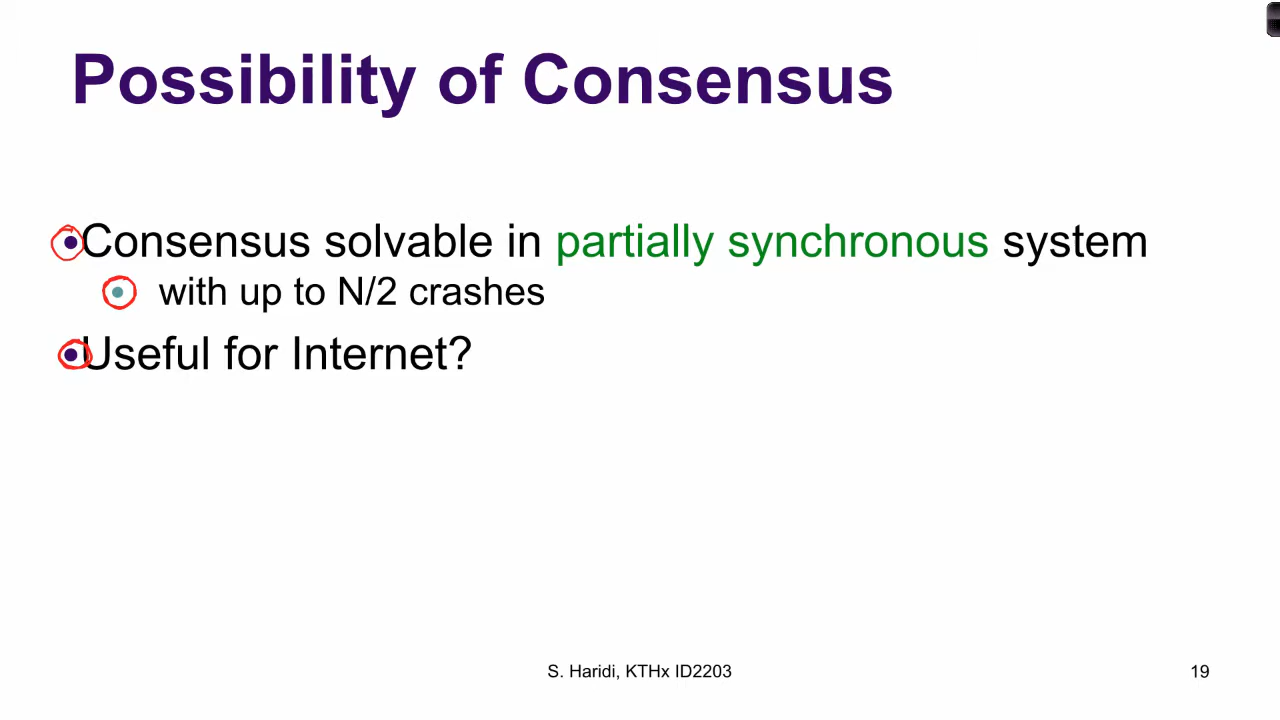 Possibility of Consensus
Consensus solvable in partially synchronous system
with up to N/2 crashes
Useful for Internet?
S. Haridi, KTHx ID2203
19